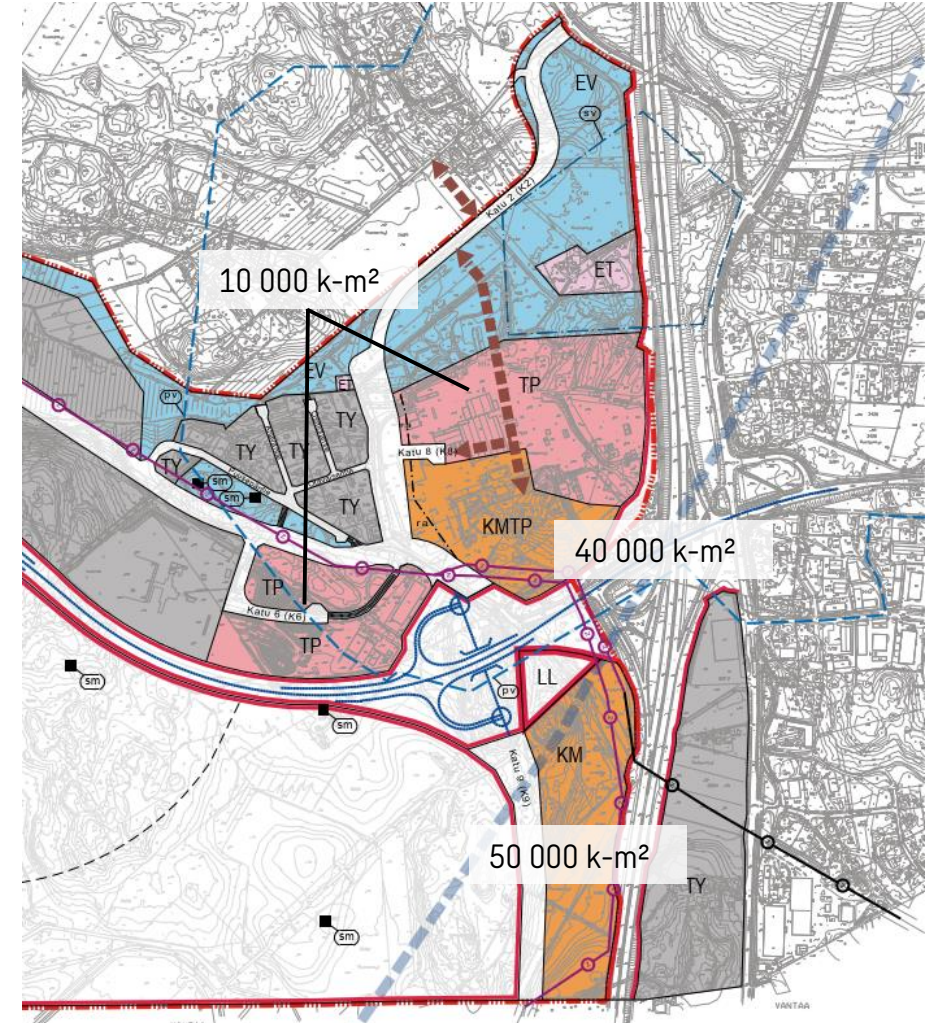 EV
sv
Katu 2 (K2)
ET
10 000 k-m²
EV
ET
pv
TP
TY
TY
TY
TY
Katu 8 (K8)
TY
sm
sm
ra
KMTP
40 000 k-m²
TP
Katu 6 (K6)
TP
LL
pv
sm
sm
KM
Katu 9 (K9)
50 000 k-m²
TY
sm
VANTAA